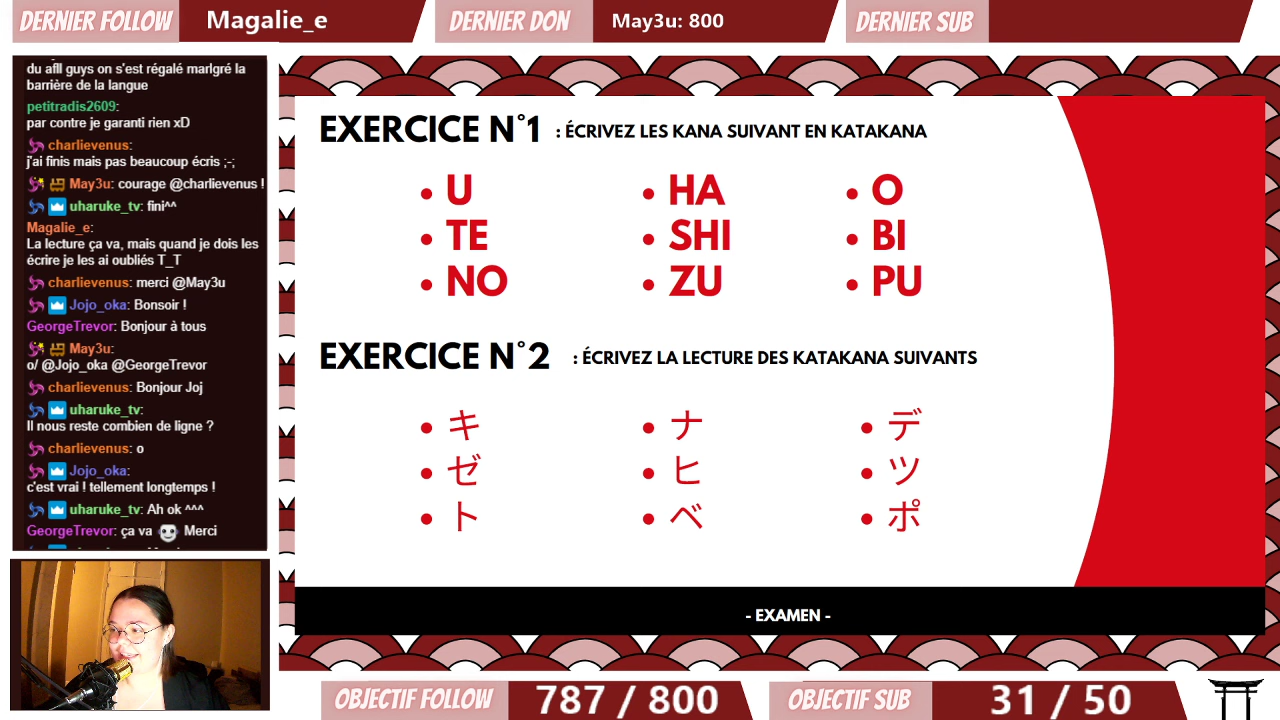 DERNIER FOLLOW Magalie_e DERNIER DON May3u: 800 DERNIER SUB
du afll guys on s'est régalé marlgré la
barrière de la langue
petitradis2609:
par contre je garanti rien xD
charlievenus:
j'ai finis mais pas beaucoup écris ;-;
May3u: courage @charlievenus !
uharuke_tv: fini^^
Magalie_e:
La lecture ça va, mais quand je dois les
écrire je les ai oubliés T_T
charlievenus: merci @May3u
Jojo_oka: Bonsoir !
GeorgeTrevor: Bonjour à tous
May3u:
o/ @Jojo_oka @GeorgeTrevor
charlievenus: Bonjour Joj
uharuke_tv:
Il nous reste combien de ligne ?
charlievenus: o
Jojo_oka:
c'est vrai ! tellement longtemps !
uharuke_tv: Ah ok ^^^
GeorgeTrevor: ça va Merci
EXERCICE N°1 : ÉCRIVEZ LES KANA SUIVANT EN KATAKANA
• U • HA • O
• TE • SHI • BI
• NO • ZU • PU
EXERCICE N°2 : ÉCRIVEZ LA LECTURE DES KATAKANA SUIVANTS
• キ • ナ • デ
• ゼ • ヒ • ツ
• ト • ベ • ポ
- EXAMEN -
OBJECTIF FOLLOW 787 / 800 OBJECTIF SUB 31 / 50